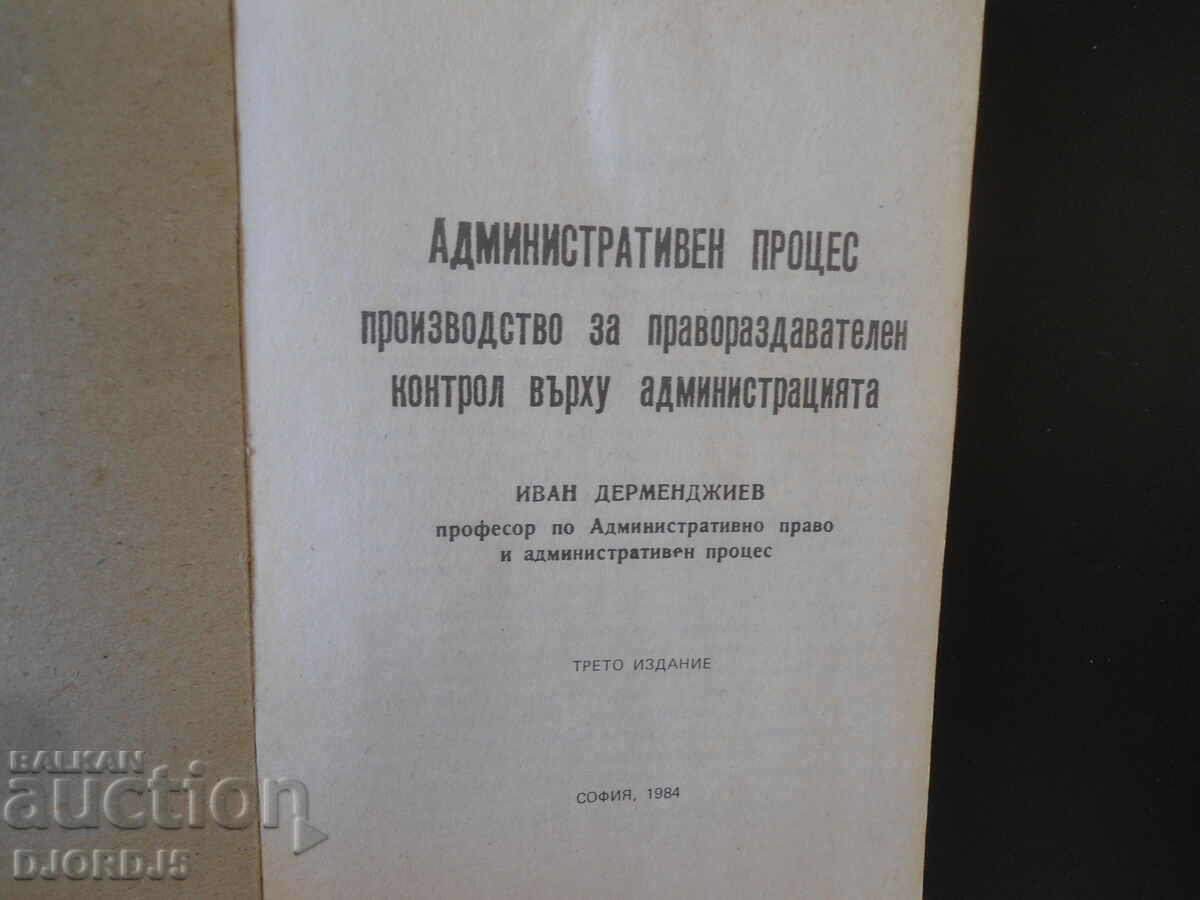 Административен процес
производство за правораздавателен
контрол върху администрацията
ИВАН ДЕРМЕНДЖИЕВ
професор по Административно право
и административен процес
ТРЕТО ИЗДАНИЕ
СОФИЯ, 1984
BALKAN
auction
DJORDJ5